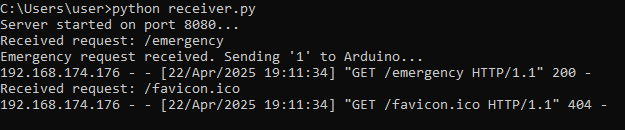 C:\Users\user>python receiver.py
Server started on port 8080...
Received request: /emergency
Emergency request received. Sending '1' to Arduino...
192.168.174.176 - - [22/Apr/2025 19:11:34] "GET /emergency HTTP/1.1" 200 -
Received request: /favicon.ico
192.168.174.176 - - [22/Apr/2025 19:11:34] "GET /favicon.ico HTTP/1.1" 404 -